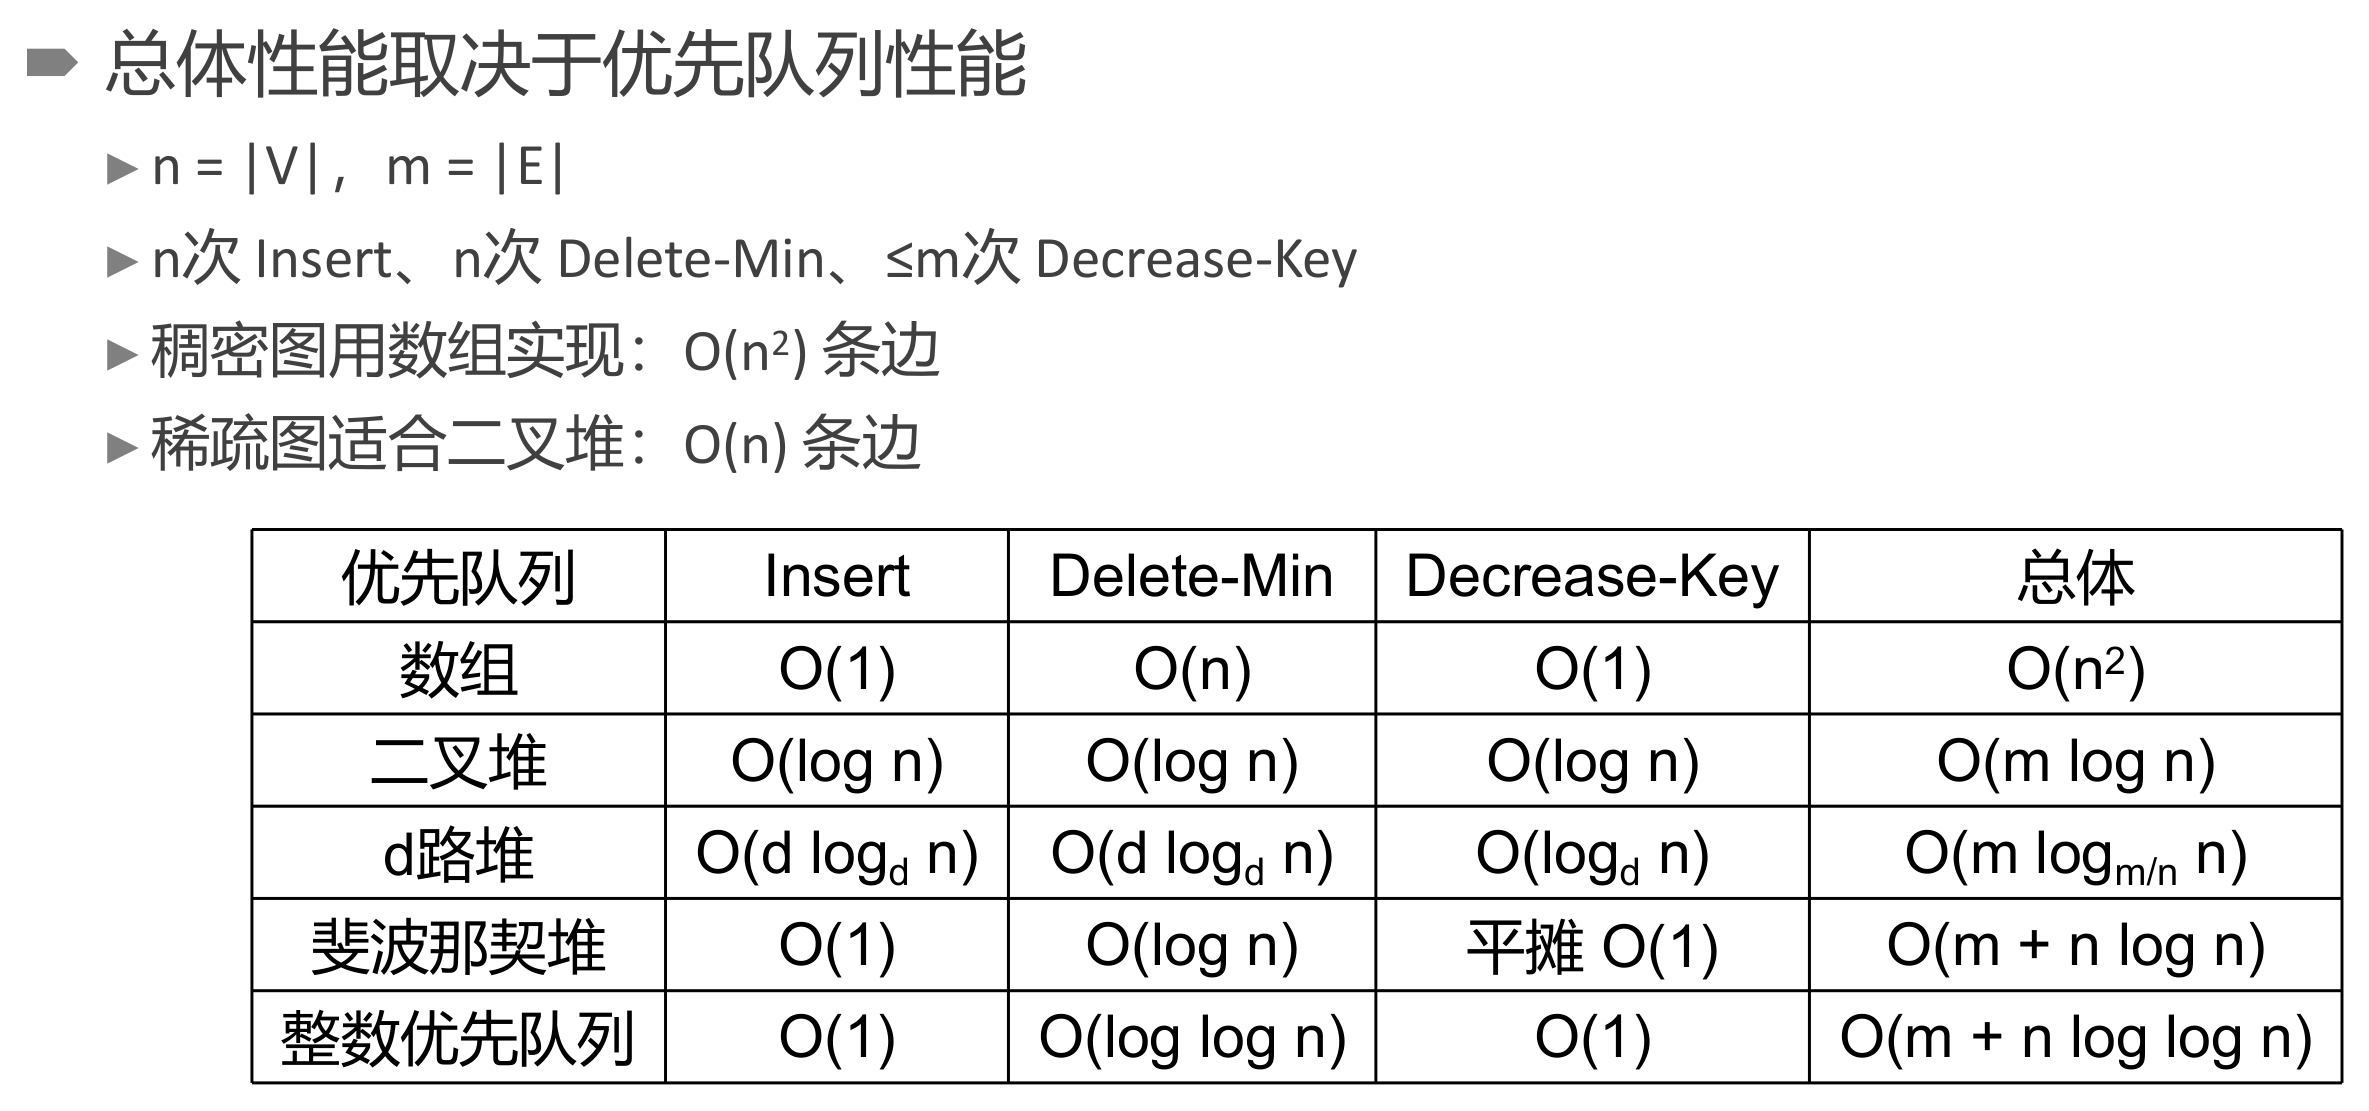 总体性能取决于优先队列性能
n = |V|，m = |E|
n次 Insert、n次 Delete-Min、≤m次 Decrease-Key
稠密图用数组实现：O(n²) 条边
稀疏图适合二叉堆：O(n) 条边
优先队列 Insert Delete-Min Decrease-Key 总体
数组 O(1) O(n) O(1) O(n²)
二叉堆 O(log n) O(log n) O(log n) O(m log n)
d路堆 O(d log_d n) O(d log_d n) O(log_d n) O(m log_m/n n)
斐波那契堆 O(1) O(log n) 平摊 O(1) O(m + n log n)
整数优先队列 O(1) O(log log n) O(1) O(m + n log log n)